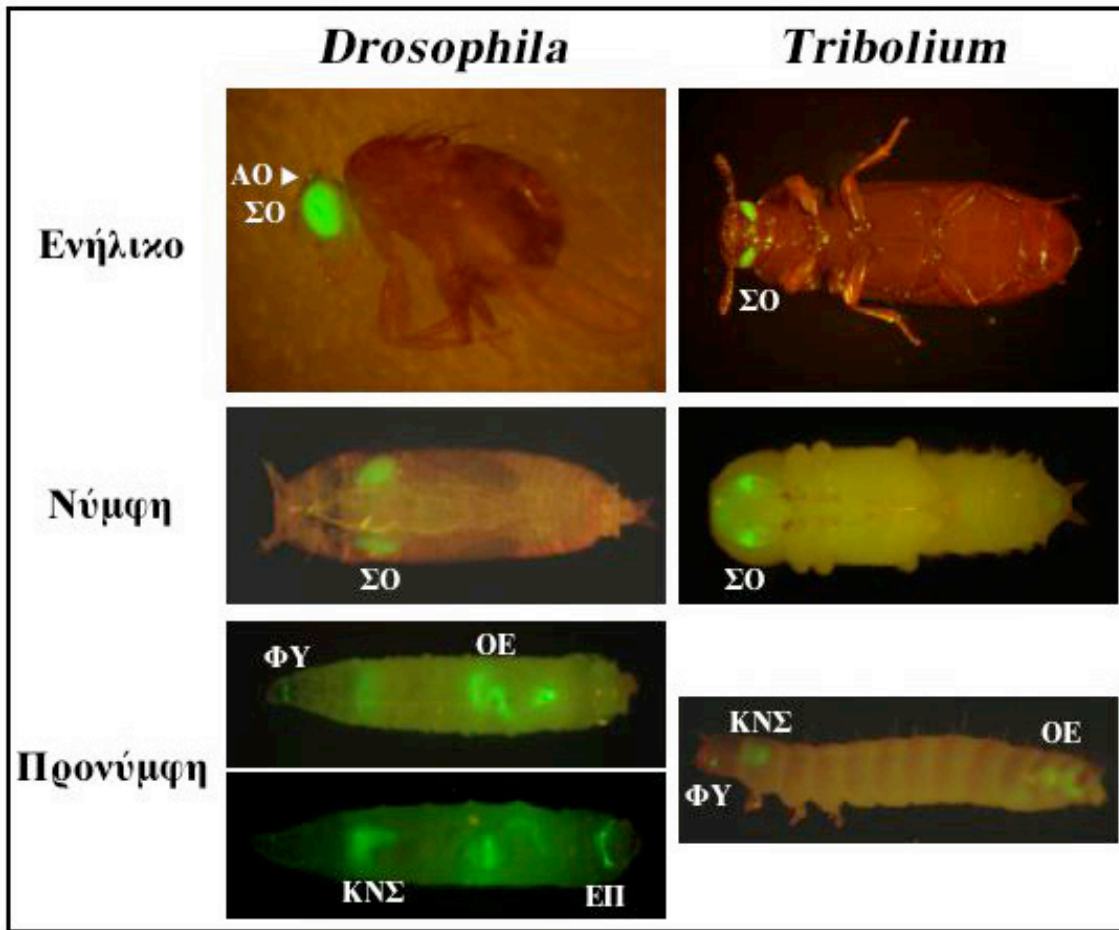 Drosophila Tribolium
ΑΟ
ΣΟ
Ενήλικο
ΣΟ
Νύμφη
ΣΟ
ΣΟ
ΦΥ
ΟΕ
ΚΝΣ
ΟΕ
Προνύμφη
ΦΥ
ΚΝΣ
ΕΠ